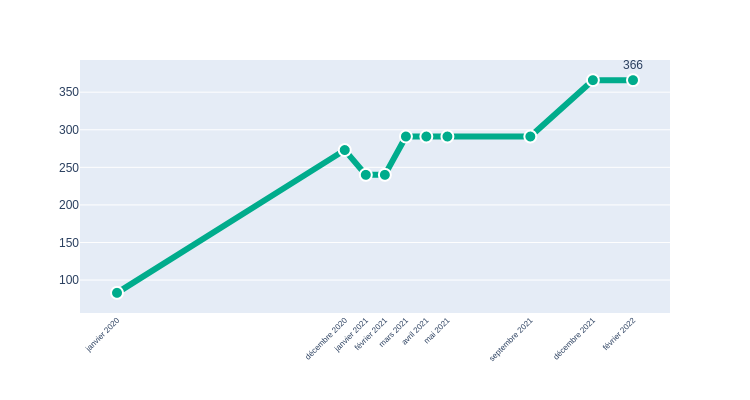 366
350
300
250
200
150
100
janvier 2020
décembre 2020
janvier 2021
février 2021
mars 2021
avril 2021
mai 2021
septembre 2021
décembre 2021
février 2022